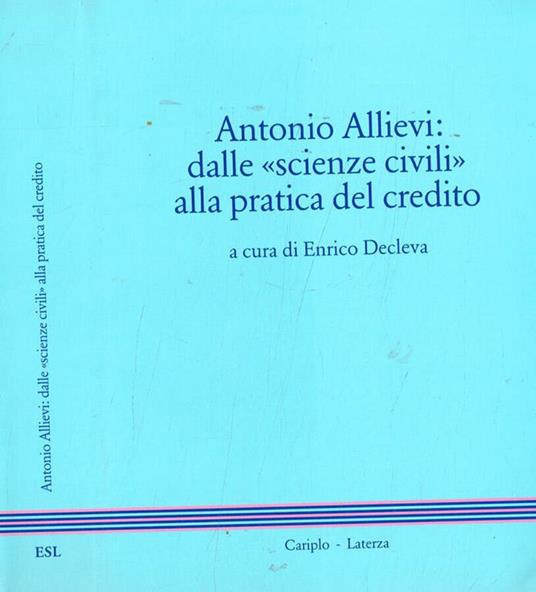 Antonio Allievi:
dalle «scienze civili»
alla pratica del credito
a cura di Enrico Decleva
Cariplo - Laterza
Antonio Allievi: dalle «scienze civili» alla pratica del credito
ESL